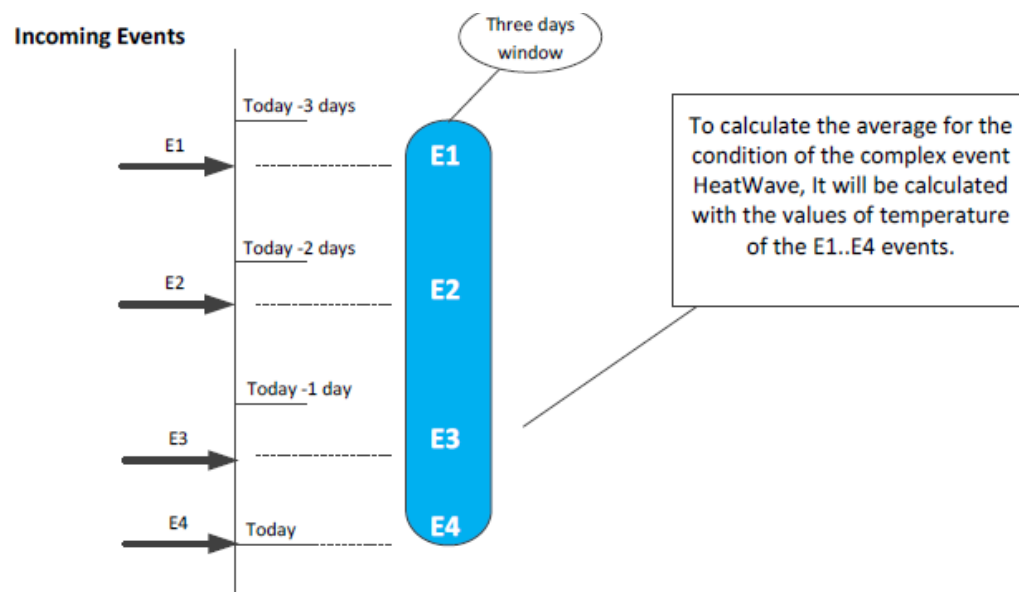 Incoming Events
Three days
window
Today -3 days
E1
E1
Today -2 days
E2
E2
Today -1 day
E3
E3
E4
Today
E4
To calculate the average for the
condition of the complex event
HeatWave, It will be calculated
with the values of temperature
of the E1..E4 events.